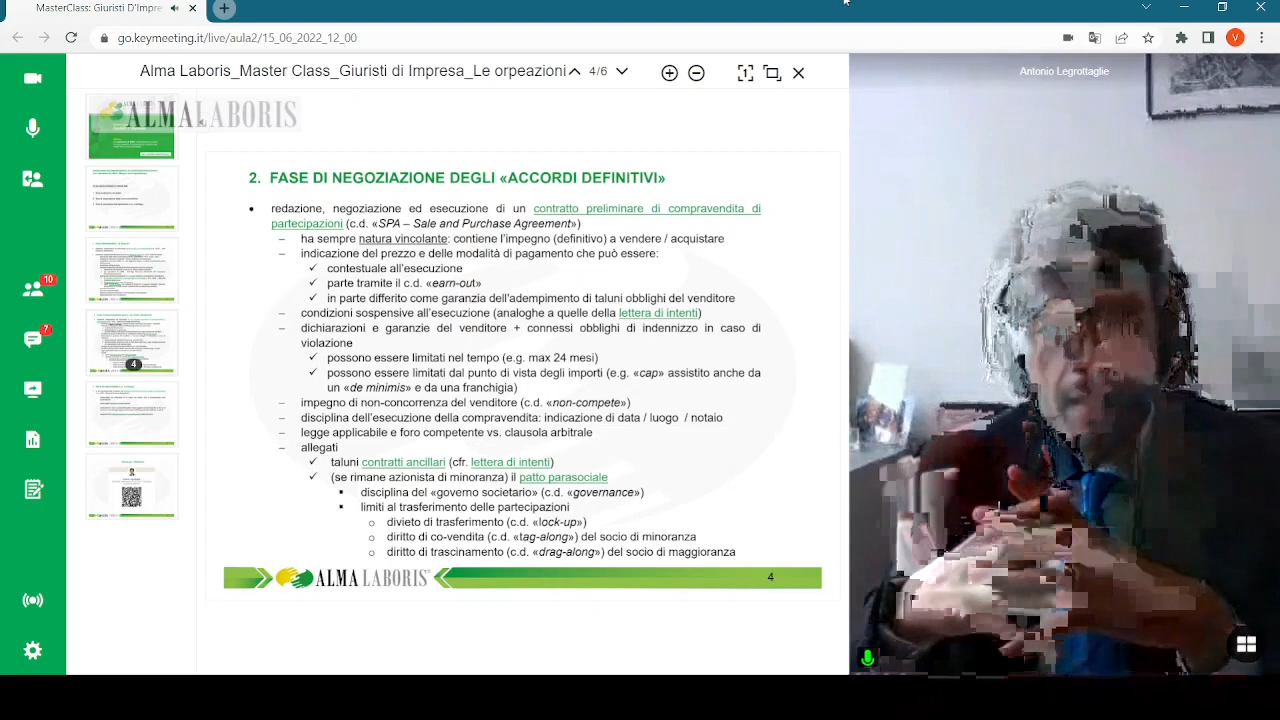 MasterClass: Giuristi D'Impre
go.keymeeting.it/live/aula2/15_06_2022_12_00
V
Alma Laboris_Master Class_Giuristi di Impresa_Le orpeazioni
4/6
Antonio Legrottaglie
ALMA LABORIS
10
7
4
2. FASE DI NEGOZIAZIONE DEGLI «ACCORDI DEFINITIVI»
• redazione, negoziazione ed esecuzione di un contratto preliminare di compravendita di
partecipazioni (c.d. «SPA – Sale and Purchase Agreement»)
– ha sempre natura vincolante: contiene l'impegno (definitivo) a vendere / acquistare
– indicazione del prezzo e delle modalità di pagamento che può essere:
contestuale all'esecuzione
parte tramite il c.d. «earn-out»
✓ in parte differito come garanzia dell'adempimento di taluni obblighi del venditore
– condizioni sospensive all'esecuzione (analoghe a quelle della lettera di intenti)
– dichiarazioni e garanzie del venditore + connessi obblighi di indennizzo in caso di
violazione
✓ possono essere limitati nel tempo (e.g. max 24 mesi)
✓ possono essere limitati dal punto di vista degli importi (e.g. «cap» assistito anche da
un «de minimis» e da una franchigia)
– impegno di non-concorrenza del venditore (c.d. «non-compete»)
– disciplina dell'esecuzione della compravendita: indicazione di data / luogo / notaio
– legge applicabile e foro competente vs. clausola arbitrale
– allegati
✓ taluni contratti ancillari (cfr. lettera di intenti)
✓ (se rimane azionista di minoranza) il patto parasociale
▪ disciplina del «governo societario» (c.d. «governance»)
▪ limiti al trasferimento delle partecipazioni
o divieto di trasferimento (c.d. «lock-up»)
o diritto di co-vendita (c.d. «tag-along») del socio di minoranza
o diritto di trascinamento (c.d. «drag-along») del socio di maggioranza
ALMA LABORIS
4